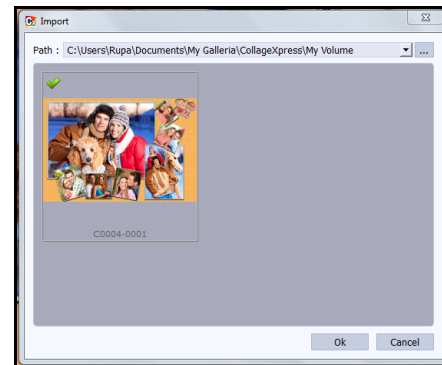 Import
Path : C:\Users\Rupa\Documents\My Galleria\CollageXpress\My Volume
...
C0004-0001
Ok
Cancel